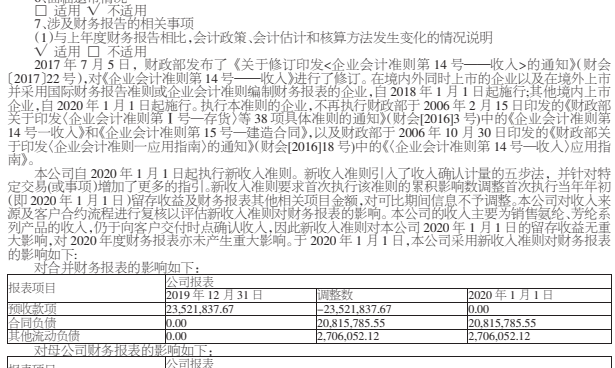 □ 适用 √ 不适用
7、涉及财务报告的相关事项
(1)与上年度财务报告相比,会计政策、会计估计和核算方法发生变化的情况说明
√ 适用 □ 不适用
2017 年 7 月 5 日，财政部发布了《关于修订印发<企业会计准则第 14 号——收入>的通知》(财会
〔2017〕22 号),对《企业会计准则第 14 号——收入》进行了修订。在境内外同时上市的企业以及在境外上市
并采用国际财务报告准则或企业会计准则编制财务报表的企业,自 2018 年 1 月 1 日起施行;其他境内上市
企业,自 2020 年 1 月 1 日起施行。执行本准则的企业,不再执行财政部于 2006 年 2 月 15 日印发的《财政部
关于印发〈企业会计准则第 1 号—存货〉等 38 项具体准则的通知》(财会[2016]3 号)中的《企业会计准则第
14 号—收入》和《企业会计准则第 15 号—建造合同》,以及财政部于 2006 年 10 月 30 日印发的《财政部关
于印发〈企业会计准则—应用指南〉的通知》(财会[2016]18 号)中的《〈企业会计准则第 14 号—收入〉应用指
南》。
本公司自 2020 年 1 月 1 日起执行新收入准则。新收入准则引入了收入确认计量的五步法，并针对特
定交易(或事项)增加了更多的指引。新收入准则要求首次执行该准则的累积影响数调整首次执行当年年初
(即 2020 年 1 月 1 日)留存收益及财务报表其他相关项目金额,对可比期间信息不予调整。本公司对收入来
源及客户合约流程进行复核以评估新收入准则对财务报表的影响。本公司的收入主要为销售氨纶、芳纶系
列产品的收入,仍于向客户交付时点确认收入,因此新收入准则对本公司 2020 年 1 月 1 日的留存收益无重
大影响,对 2020 年度财务报表亦未产生重大影响。于 2020 年 1 月 1 日,本公司采用新收入准则对财务报表
的影响如下:
对合并财务报表的影响如下:
报表项目 公司报表
2019 年 12 月 31 日 调整数 2020 年 1 月 1 日
预收款项 23,521,837.67 -23,521,837.67 0.00
合同负债 0.00 20,815,785.55 20,815,785.55
其他流动负债 0.00 2,706,052.12 2,706,052.12
对母公司财务报表的影响如下:
公司报表